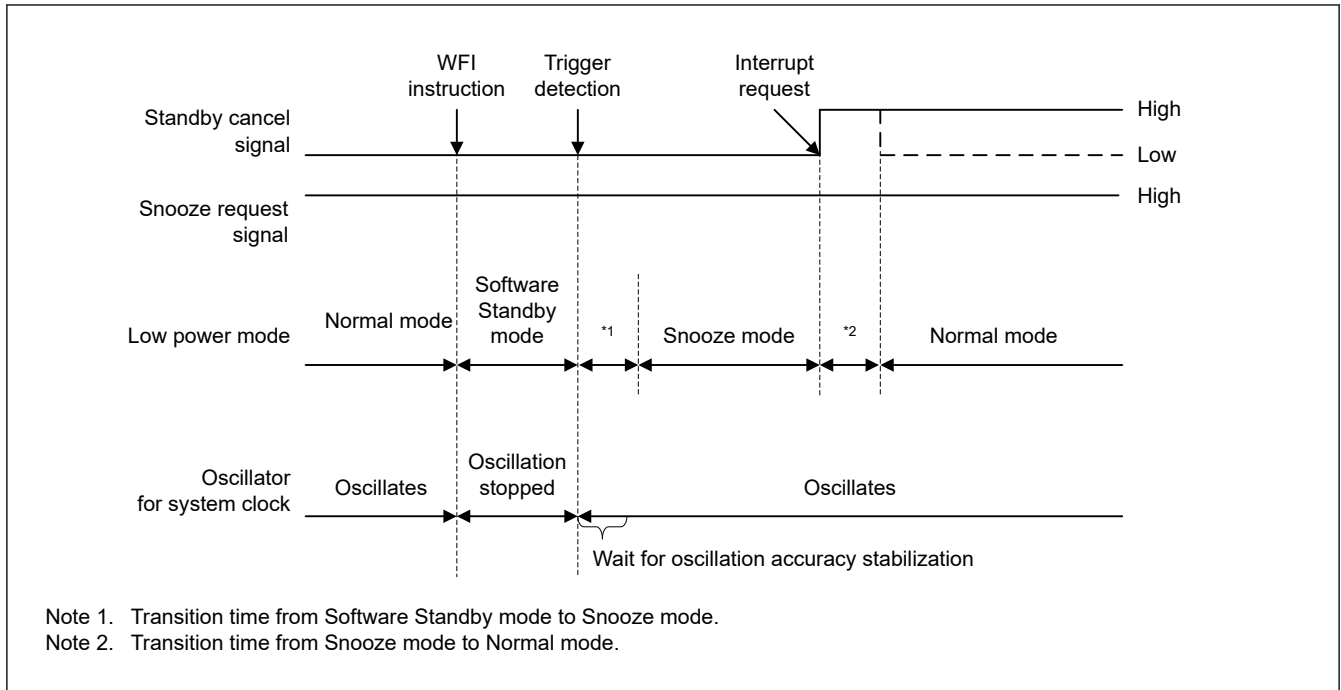 WFI
instruction
Trigger
detection
Interrupt
request
Standby cancel
signal
High
Low
Snooze request
signal
High
Low power mode
Normal mode
Software
Standby
mode
*1
Snooze mode
*2
Normal mode
Oscillator
for system clock
Oscillates
Oscillation
stopped
Oscillates
Wait for oscillation accuracy stabilization
Note 1. Transition time from Software Standby mode to Snooze mode.
Note 2. Transition time from Snooze mode to Normal mode.